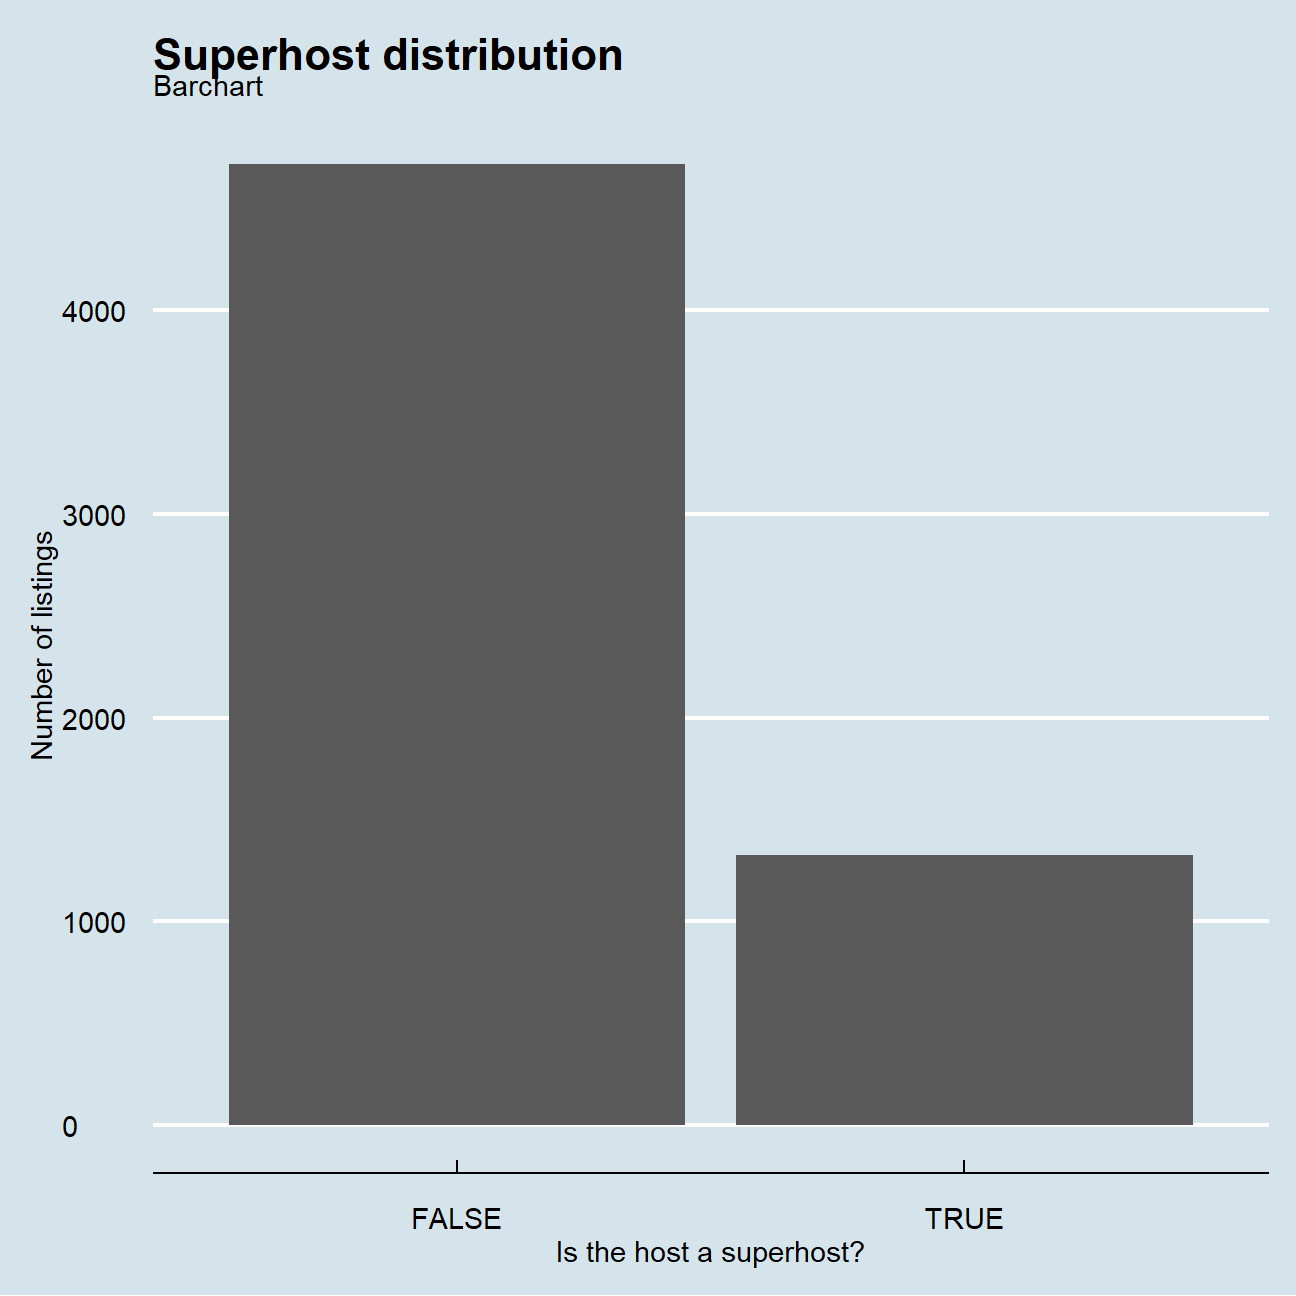 Superhost distribution
Barchart
Number of listings
4000
3000
2000
1000
0
FALSE TRUE
Is the host a superhost?